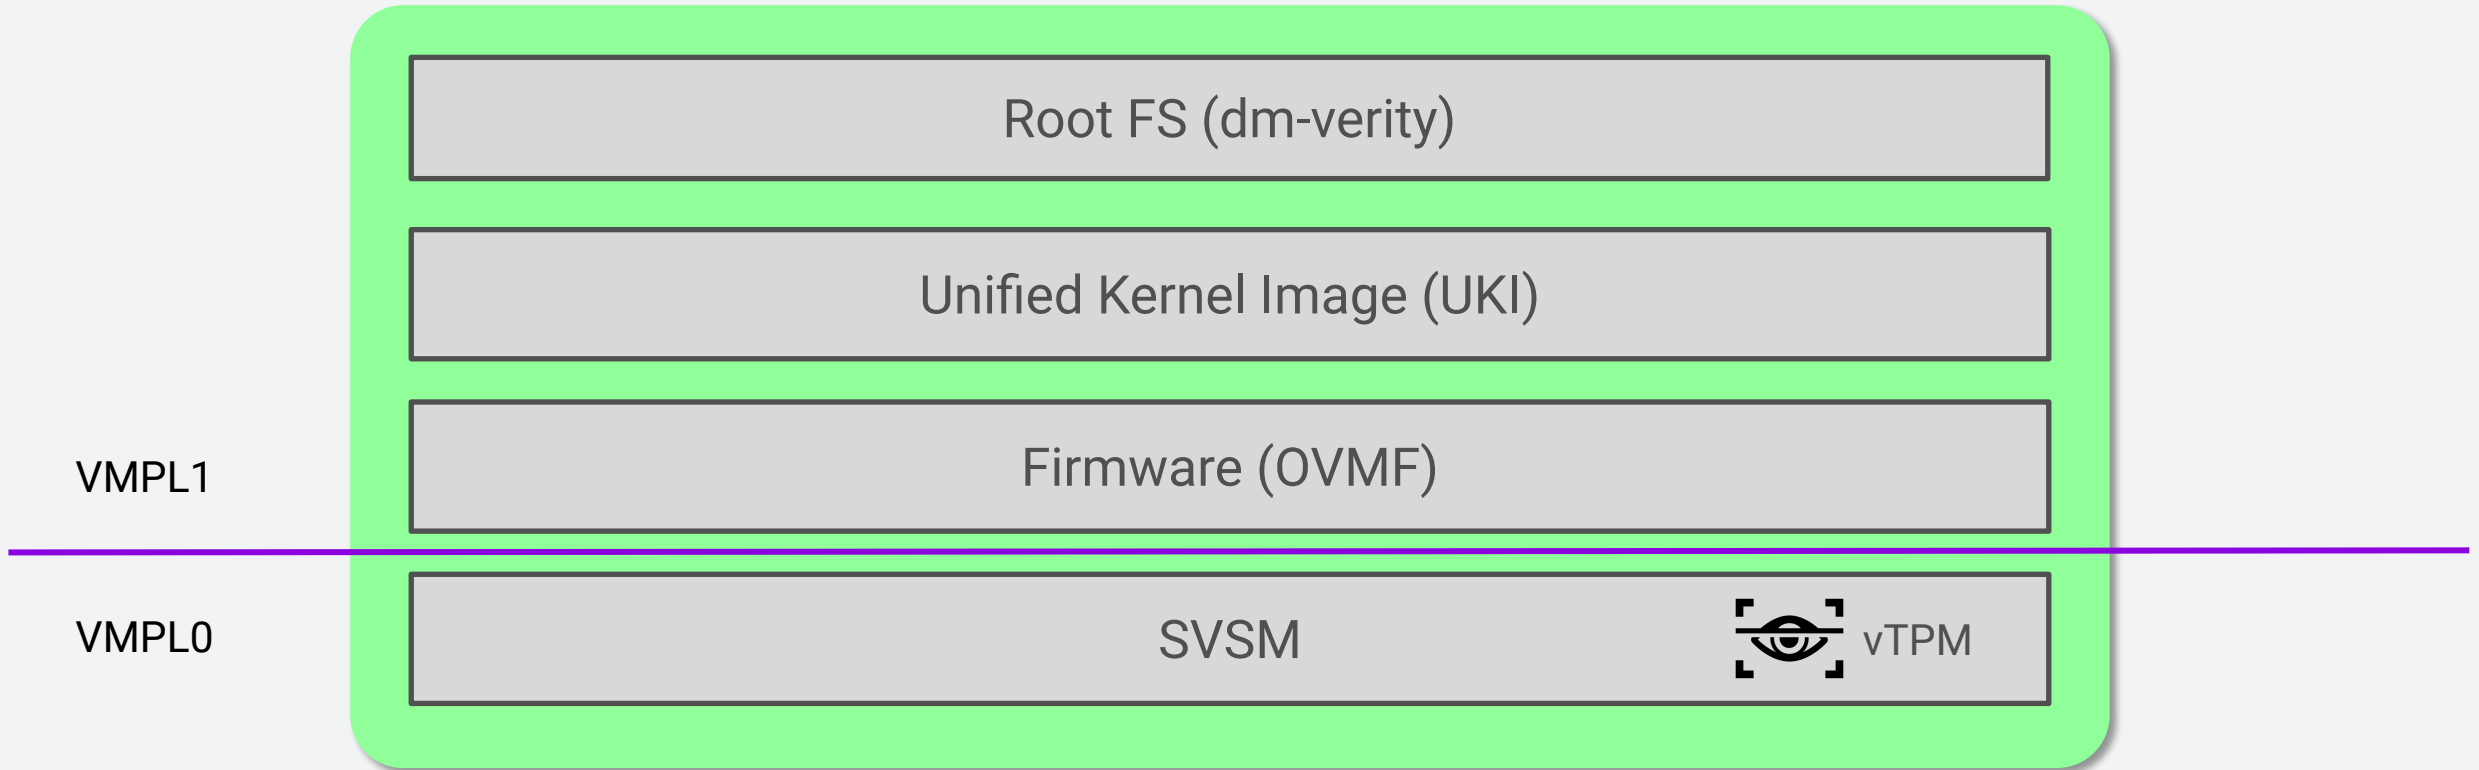 Root FS (dm-verity)
Unified Kernel Image (UKI)
Firmware (OVMF)
VMPL1
VMPL0
SVSM
vTPM